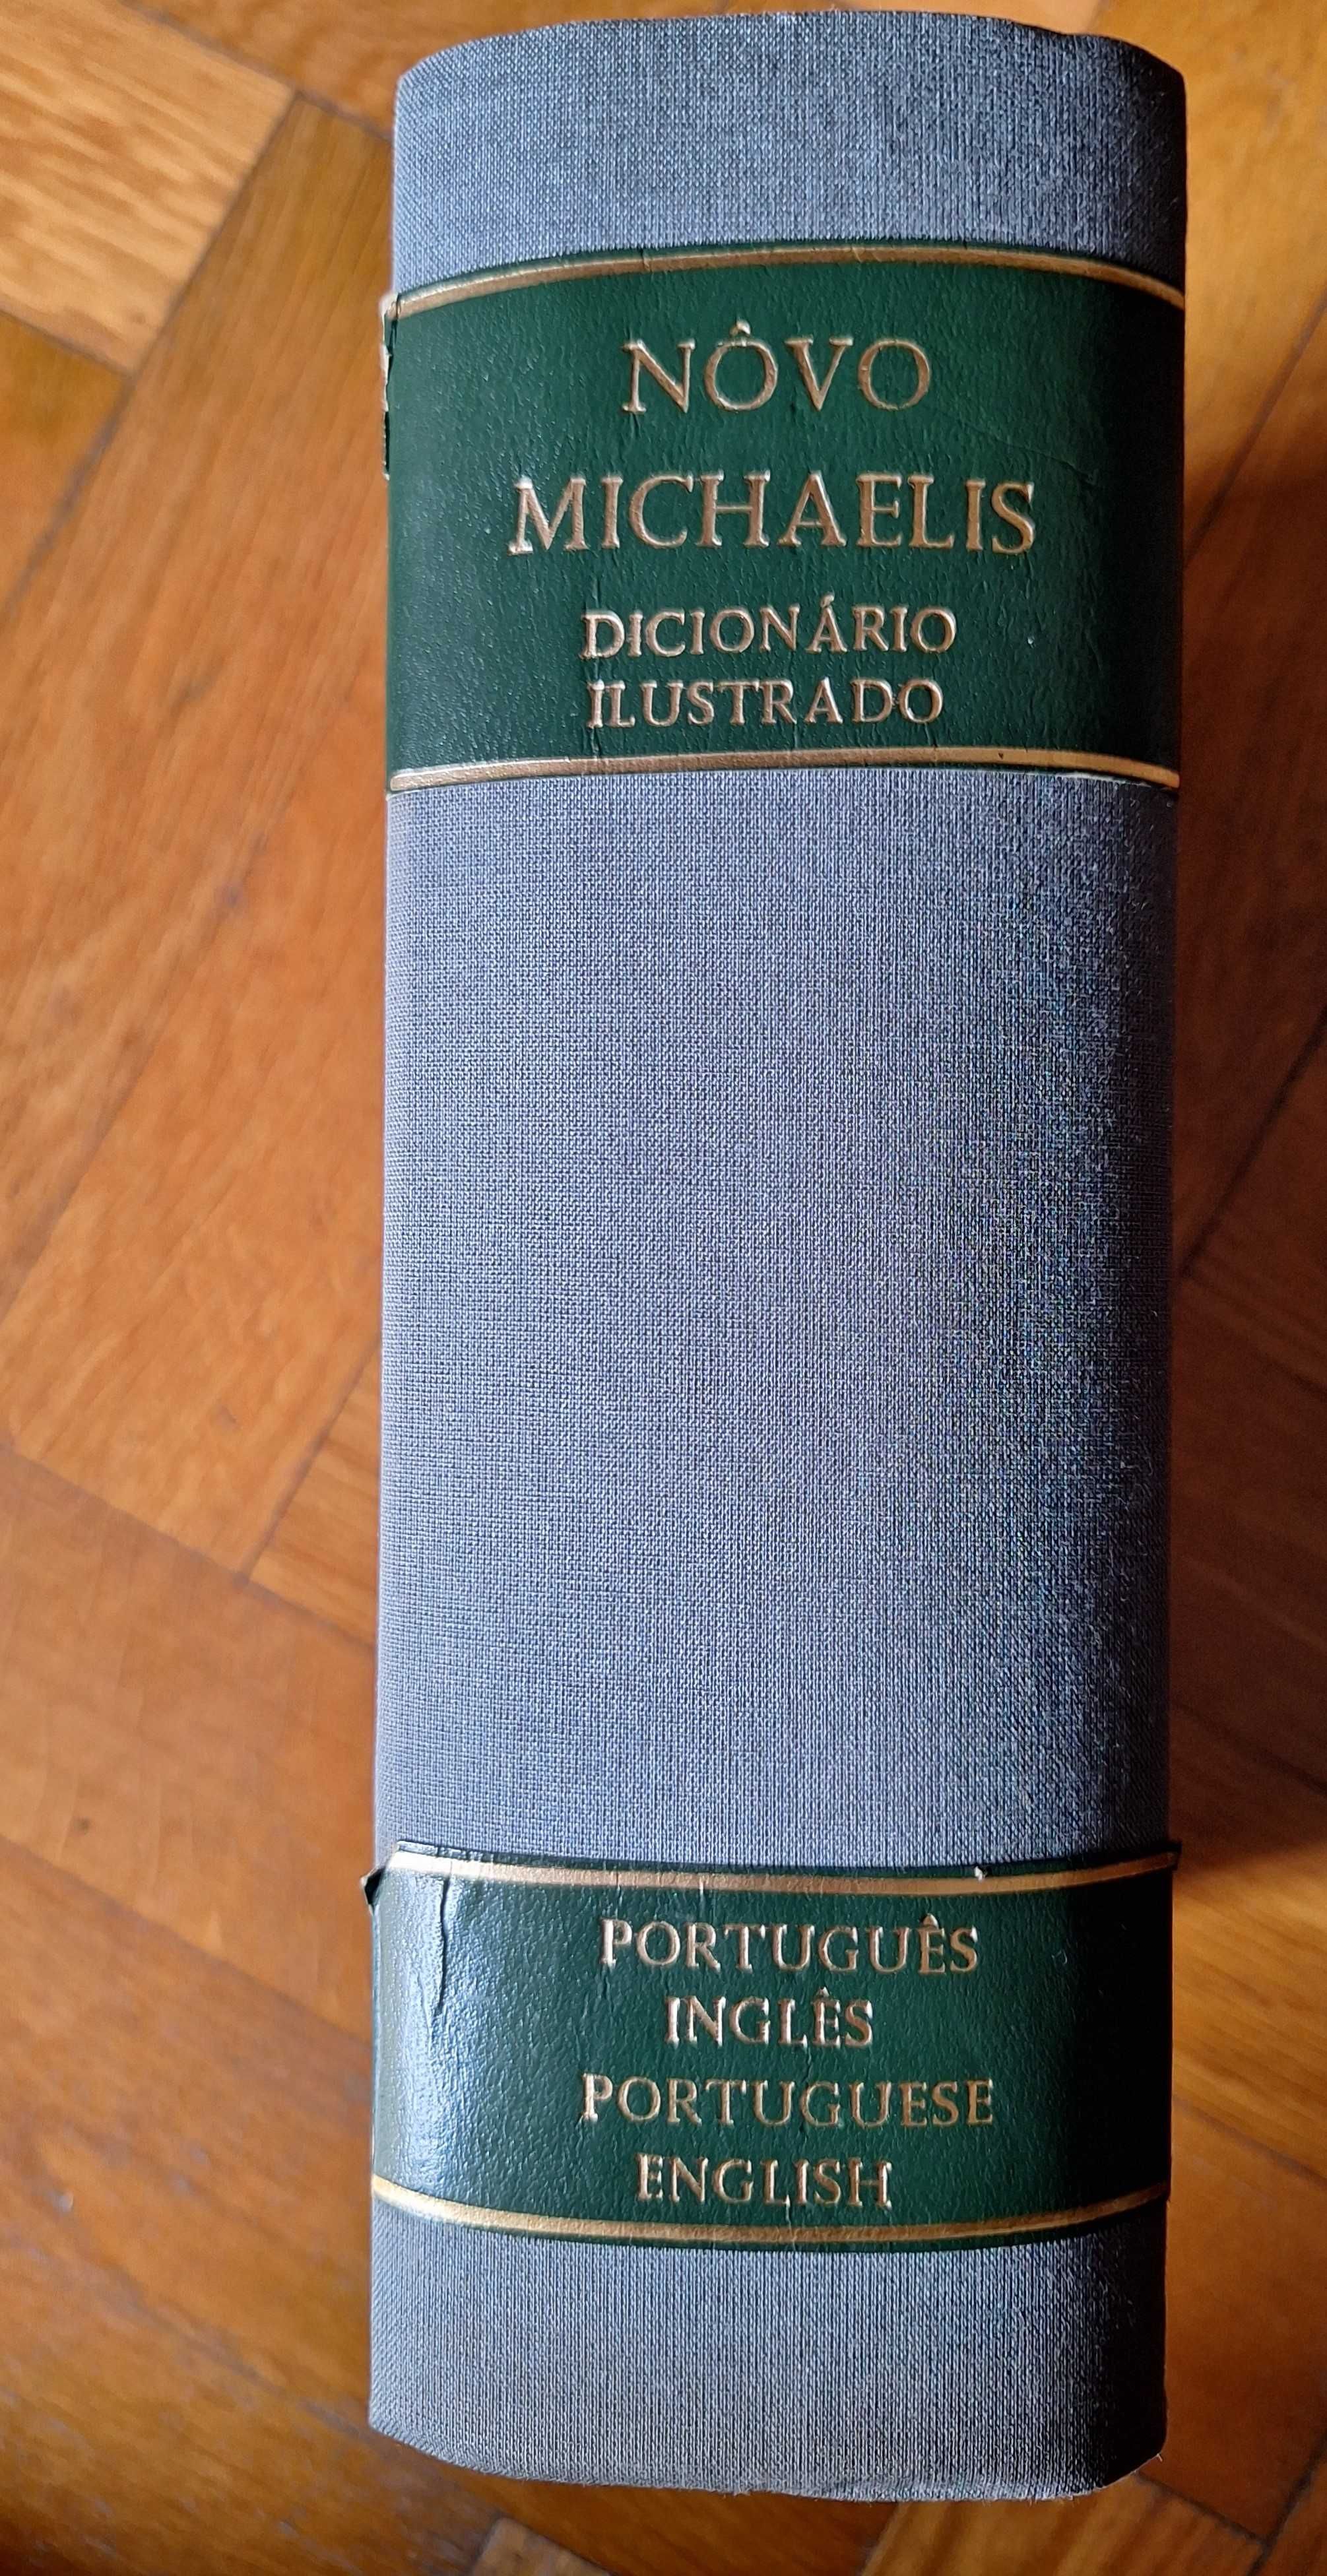 NÔVO
MICHAELIS
DICIONÁRIO
ILUSTRADO
PORTUGUÊS
INGLÊS
PORTUGUESE
ENGLISH